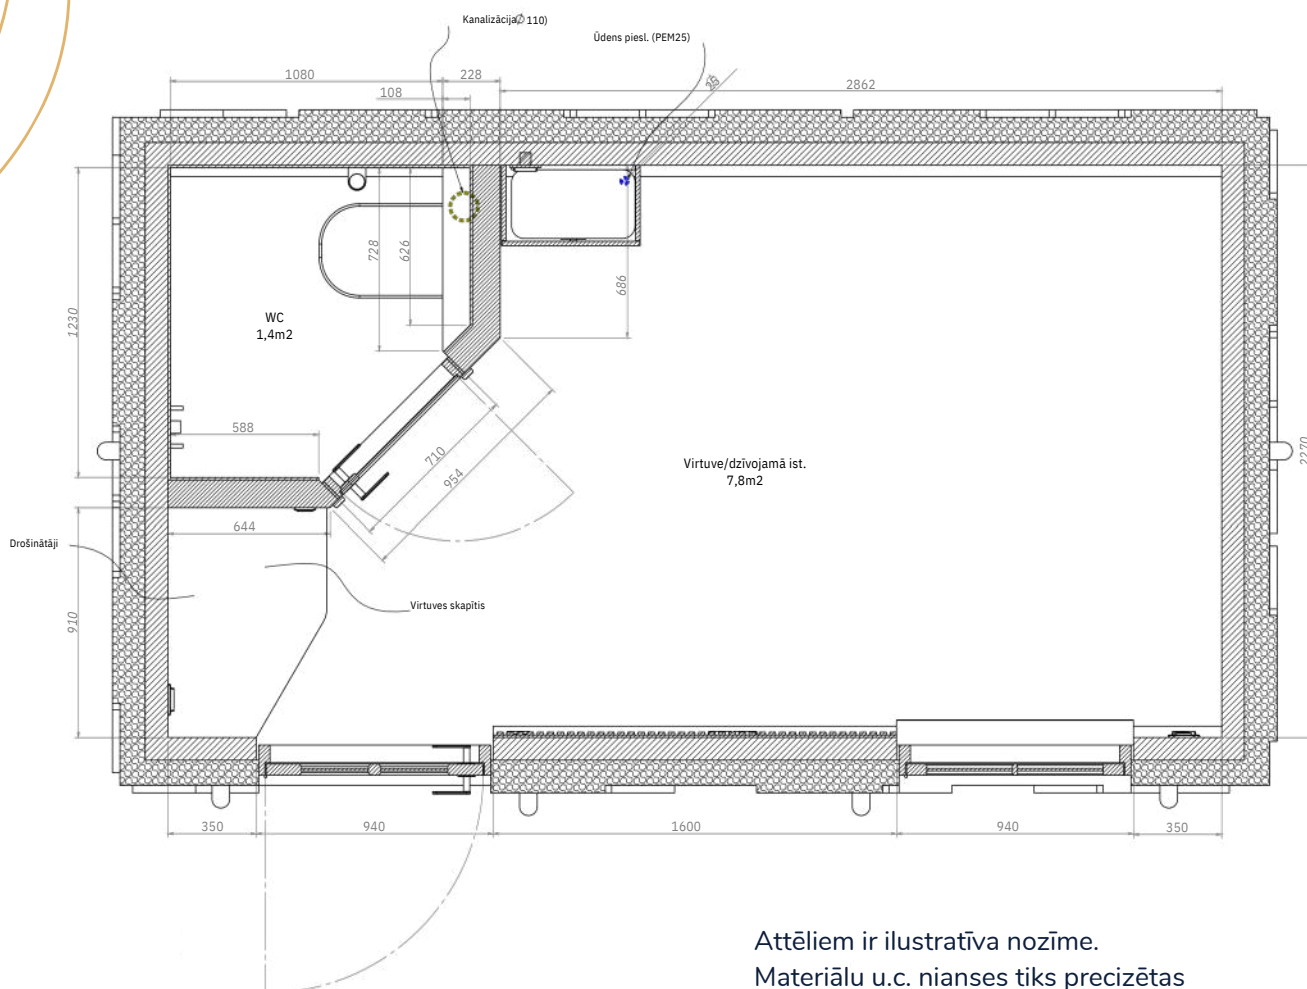 Kanalizācija∅ 110)
Ūdens piesl. (PEM25)
1080
228
2862
108
728
626
686
1230
WC
1,4m2
588
710
954
Virtuve/dzīvojamā ist.
7,8m2
2270
644
Drošinātāji
Virtuves skapītis
910
350
940
1600
940
350
Attēliem ir ilustratīva nozīme.
Materiālu u.c. nianses tiks precizētas